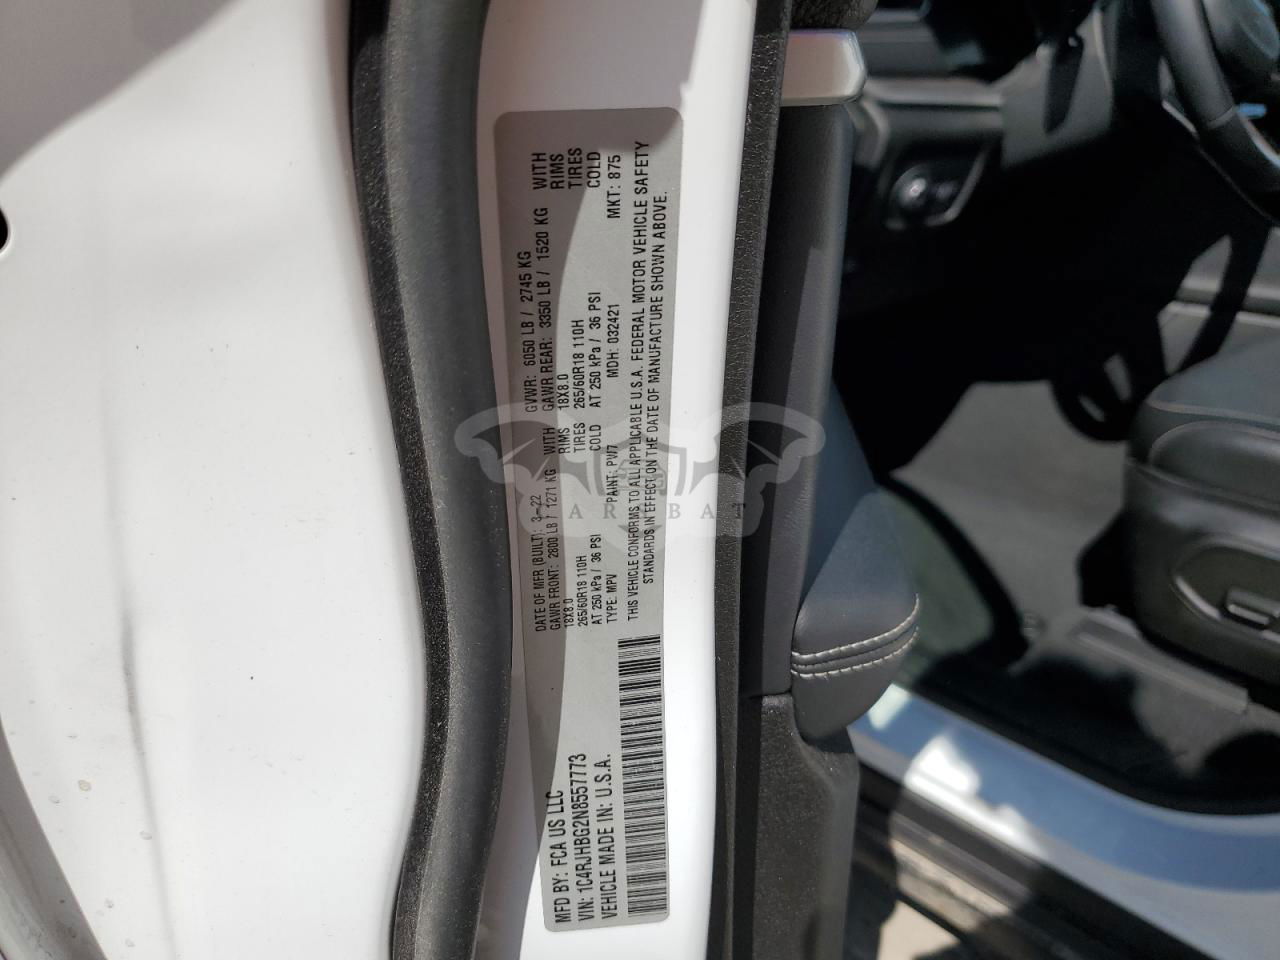 MFD BY: FCA US LLC
DATE OF MFR (BUILT): 3-22
GVWR: 6050 LB / 2745 KG
GAWR FRONT: 2800 LB / 1271 KG WITH
GAWR REAR: 3350 LB / 1520 KG WITH
18X8.0 RIMS
18X8.0 RIMS
265/60R18 110H TIRES
265/60R18 110H TIRES
AT 250 kPa / 36 PSI COLD
AT 250 kPa / 36 PSI COLD
VIN: 1C4RJHBG2N8557773
TYPE: MPV PAINT: PW7 MDH: 032421 MKT: 875
VEHICLE MADE IN: U.S.A.
THIS VEHICLE CONFORMS TO ALL APPLICABLE U.S.A. FEDERAL MOTOR VEHICLE SAFETY
STANDARDS IN EFFECT ON THE DATE OF MANUFACTURE SHOWN ABOVE.